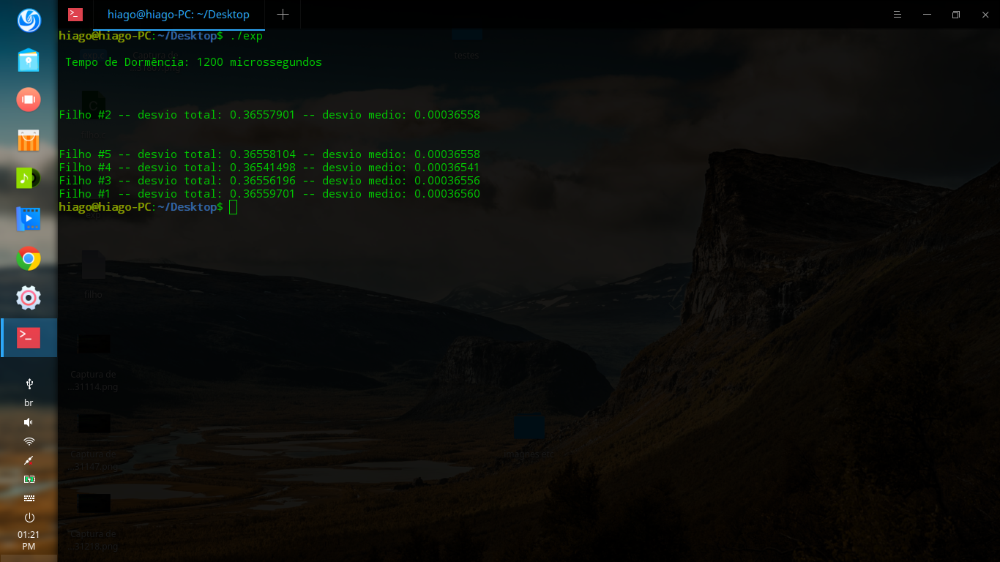 hiago@hiago-PC: ~/Desktop
hiago@hiago-PC:~/Desktop$ ./exp
Captura de
testes
Tempo de Dormência: 1200 microssegundos
Filho #2 -- desvio total: 0.36557901 -- desvio medio: 0.00036558
Filho #5 -- desvio total: 0.36558104 -- desvio medio: 0.00036558
Filho #4 -- desvio total: 0.36541498 -- desvio medio: 0.00036541
Filho #3 -- desvio total: 0.36556196 -- desvio medio: 0.00036556
Filho #1 -- desvio total: 0.36559701 -- desvio medio: 0.00036560
hiago@hiago-PC:~/Desktop$
filho
Captura de
...31114.png
Captura de
...31147.png
imagnes etc
Captura de
...31218.png
br
01:21
PM